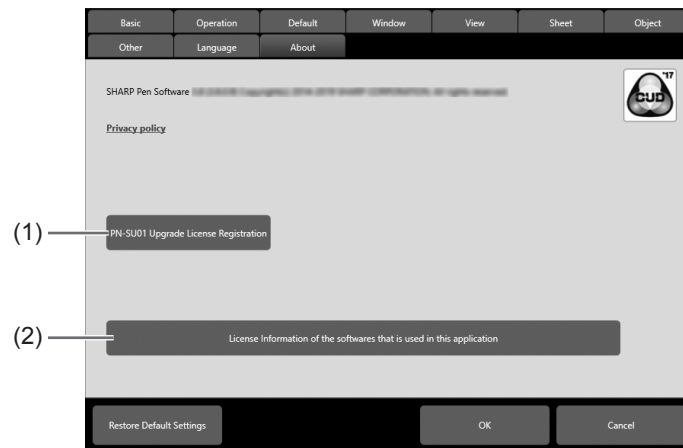 Basic Operation Default Window View Sheet Object
Other Language About
SHARP Pen Software
'17
CUD
Privacy policy
(1)
PN-SU01 Upgrade License Registration
(2)
License Information of the softwares that is used in this application
Restore Default Settings OK Cancel